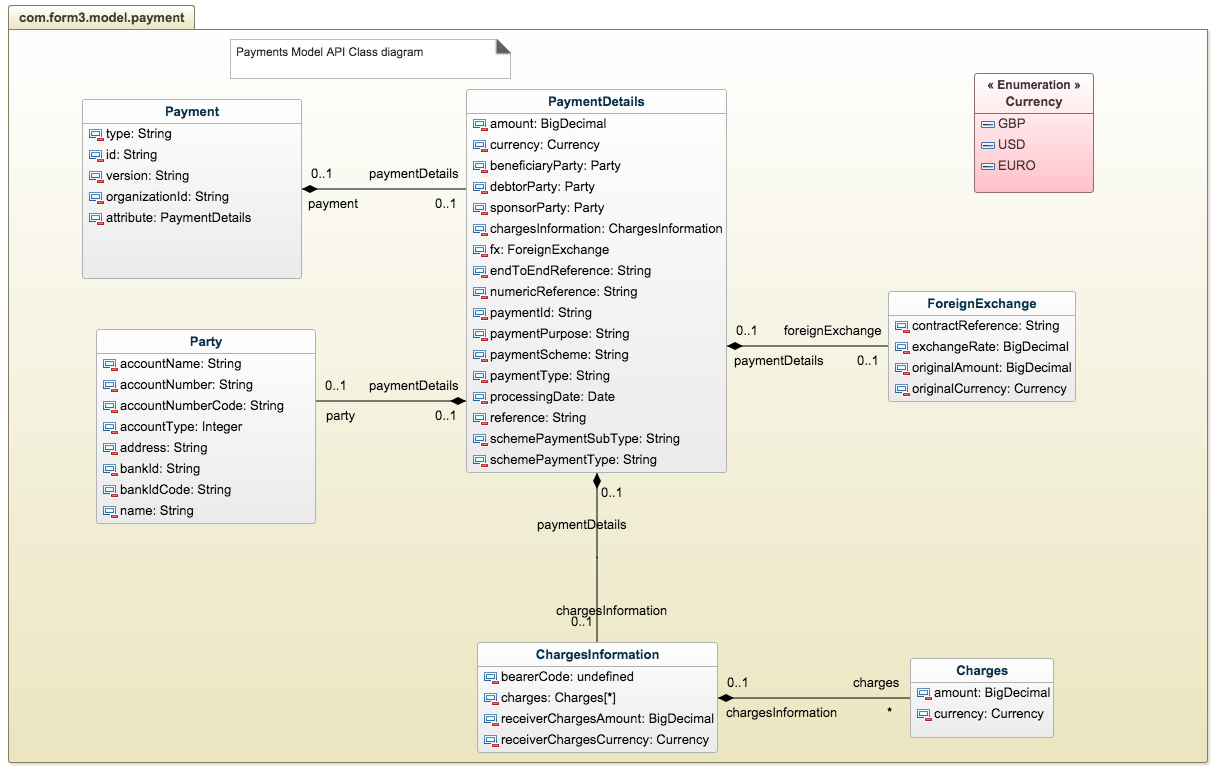 com.form3.model.payment
Payments Model API Class diagram
Payment
type: String
id: String
version: String
organizationId: String
attribute: PaymentDetails
0..1
paymentDetails
payment
0..1
PaymentDetails
amount: BigDecimal
currency: Currency
beneficiaryParty: Party
debtorParty: Party
sponsorParty: Party
chargesInformation: ChargesInformation
fx: ForeignExchange
endToEndReference: String
numericReference: String
paymentId: String
paymentPurpose: String
paymentScheme: String
paymentType: String
processingDate: Date
reference: String
schemePaymentSubType: String
schemePaymentType: String
« Enumeration »
Currency
GBP
USD
EURO
Party
accountName: String
accountNumber: String
accountNumberCode: String
accountType: Integer
address: String
bankId: String
bankIdCode: String
name: String
0..1
paymentDetails
party
0..1
0..1
foreignExchange
paymentDetails
0..1
ForeignExchange
contractReference: String
exchangeRate: BigDecimal
originalAmount: BigDecimal
originalCurrency: Currency
0..1
paymentDetails
chargesInformation
0..1
ChargesInformation
bearerCode: undefined
charges: Charges[*]
receiverChargesAmount: BigDecimal
receiverChargesCurrency: Currency
0..1
charges
chargesInformation
*
Charges
amount: BigDecimal
currency: Currency